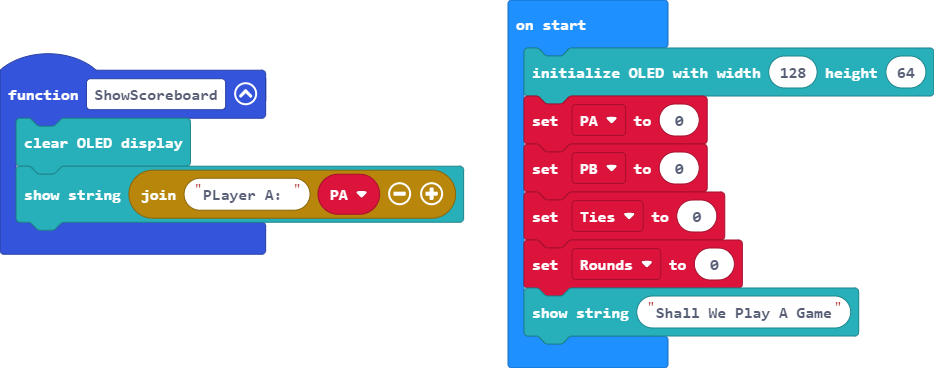 function ShowScoreboard
clear OLED display
show string join "PLayer A: " PA
on start
initialize OLED with width 128 height 64
set PA to 0
set PB to 0
set Ties to 0
set Rounds to 0
show string "Shall We Play A Game"